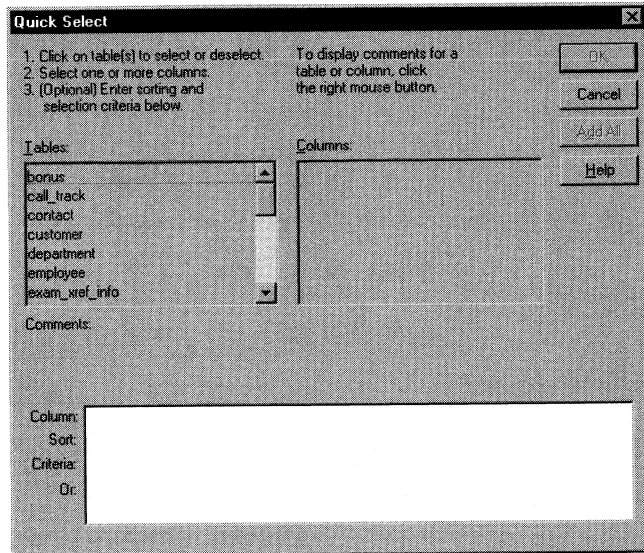 Quick Select
1. Click on table(s) to select or deselect.
2. Select one or more columns.
3. (Optional) Enter sorting and
selection criteria below.
To display comments for a
table or column, click
the right mouse button.
OK
Cancel
Add All
Help
Tables:
bonus
call_track
contact
customer
department
employee
exam_xref_info
Columns:
Comments:
Column:
Sort:
Criteria:
Or: